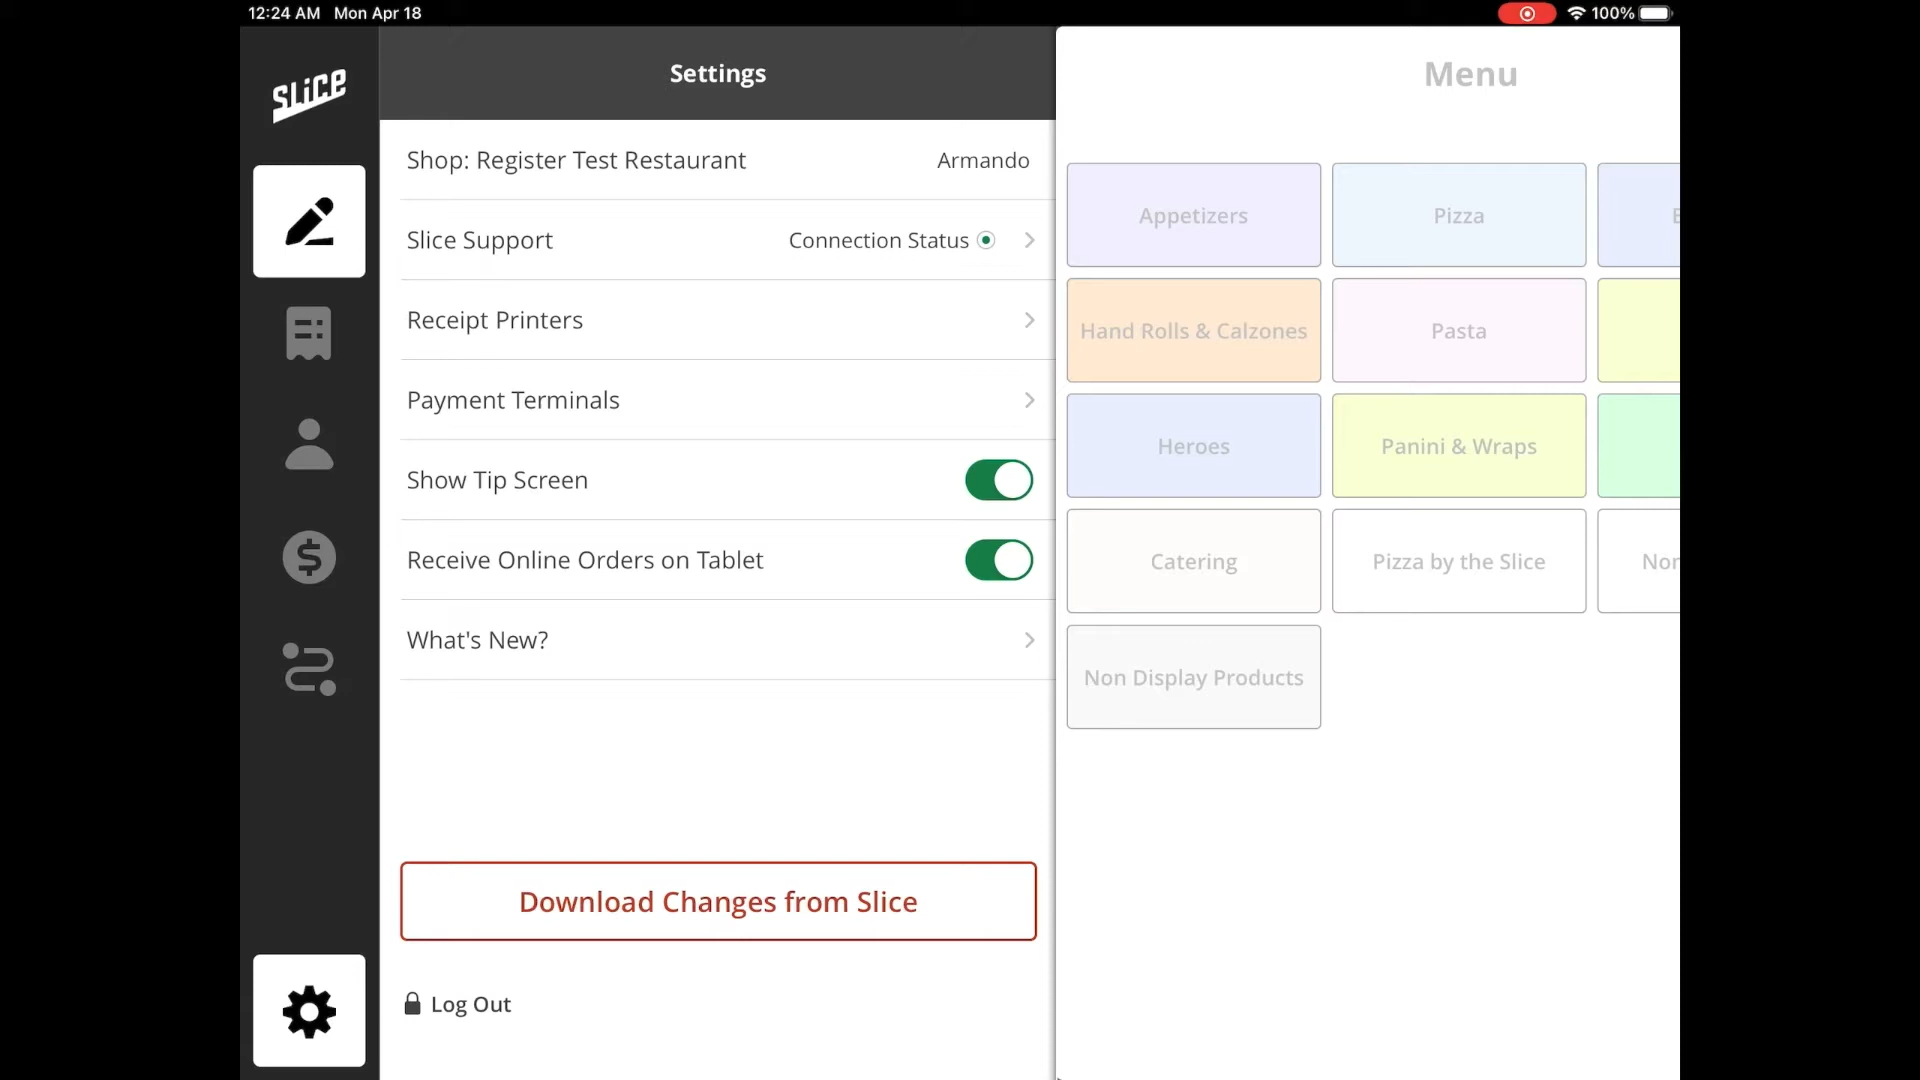 12:24 AM Mon Apr 18
100%
SLiCe
Settings
Shop: Register Test Restaurant
Armando
Slice Support
Connection Status
Receipt Printers
Payment Terminals
Show Tip Screen
Receive Online Orders on Tablet
What's New?
Download Changes from Slice
Log Out
Menu
Appetizers
Pizza
Hand Rolls & Calzones
Pasta
Heroes
Panini & Wraps
Catering
Pizza by the Slice
Non Display Products